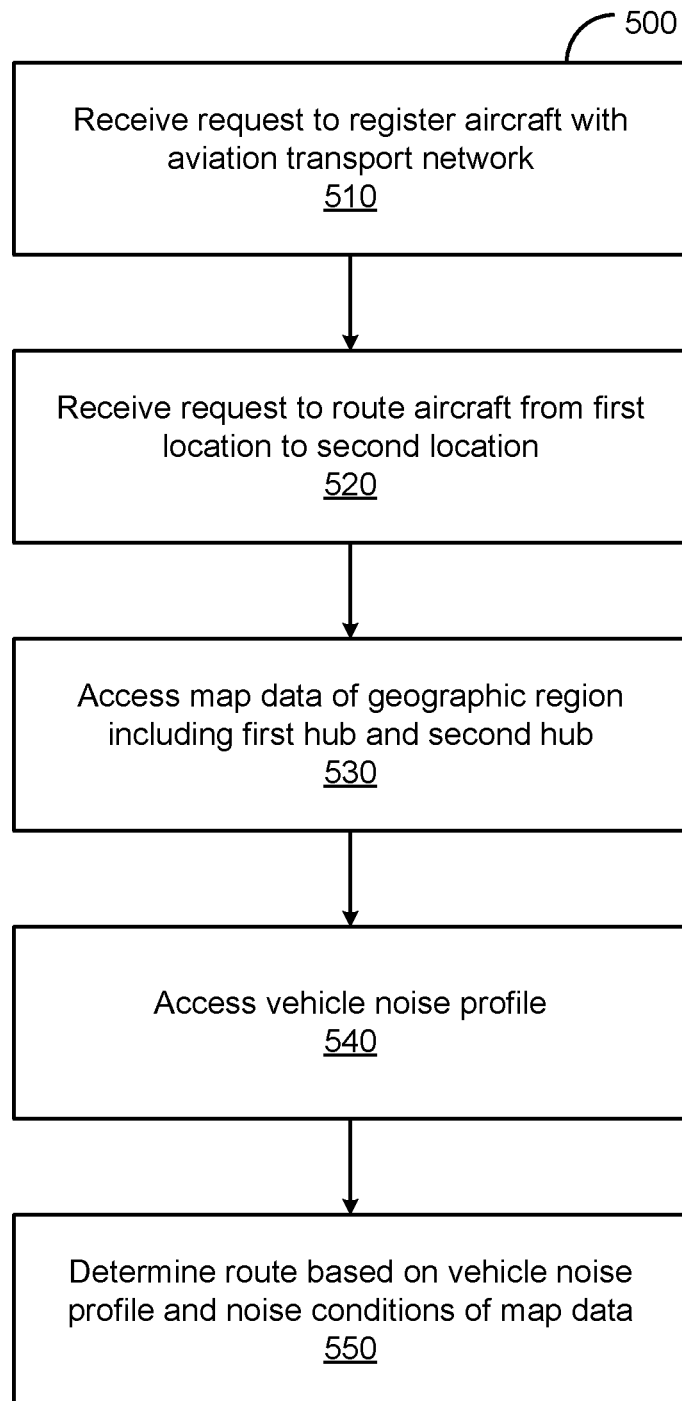 500
Receive request to register aircraft with
aviation transport network
510
Receive request to route aircraft from first
location to second location
520
Access map data of geographic region
including first hub and second hub
530
Access vehicle noise profile
540
Determine route based on vehicle noise
profile and noise conditions of map data
550